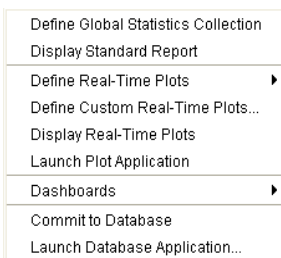 Define Global Statistics Collection
Display Standard Report
Define Real-Time Plots
Define Custom Real-Time Plots...
Display Real-Time Plots
Launch Plot Application
Dashboards
Commit to Database
Launch Database Application...